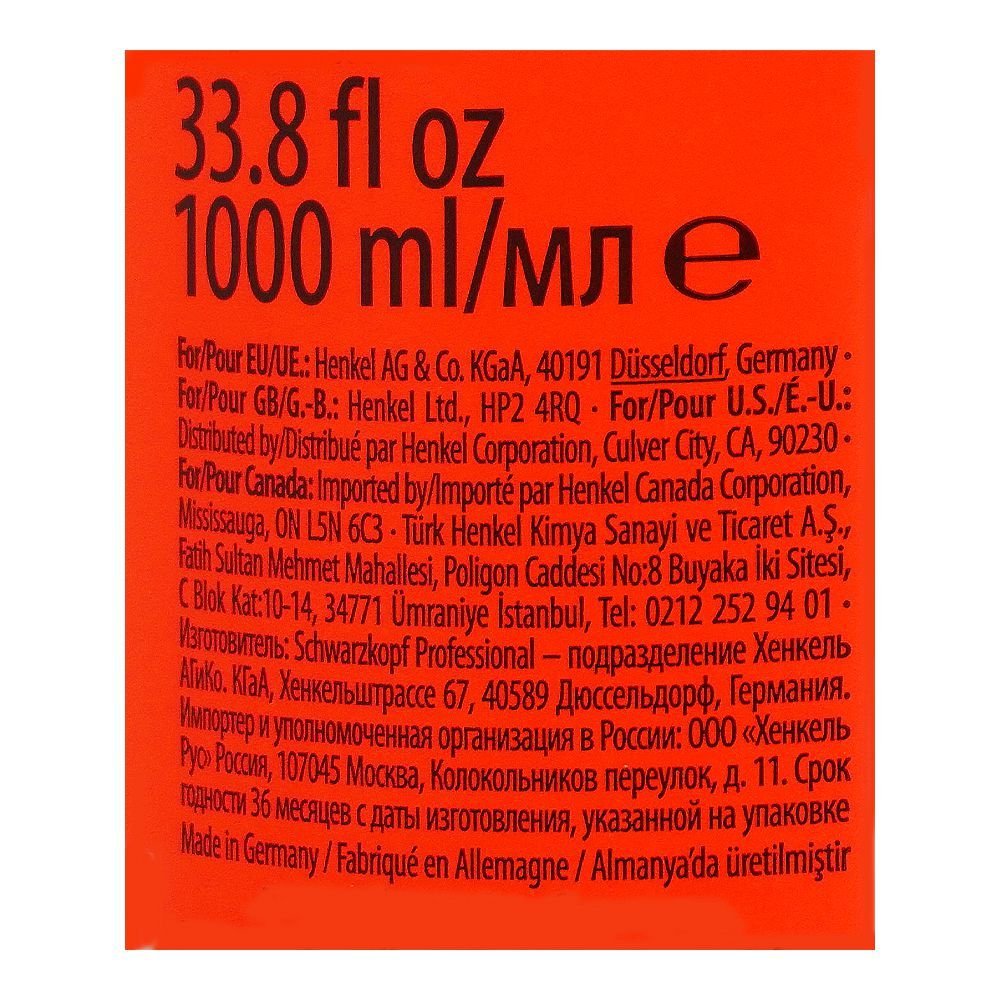 33.8 fl oz
1000 ml/мл ℮
For/Pour EU/UE.: Henkel AG & Co. KGaA, 40191 Düsseldorf, Germany ·
For/Pour GB/G.-B.: Henkel Ltd., HP2 4RQ · For/Pour U.S./É.-U.:
Distributed by/Distribué par Henkel Corporation, Culver City, CA, 90230 ·
For/Pour Canada: Imported by/Importé par Henkel Canada Corporation,
Mississauga, ON L5N 6C3 · Türk Henkel Kimya Sanayi ve Ticaret A.Ş.,
Fatih Sultan Mehmet Mahallesi, Poligon Caddesi No:8 Buyaka İki Sitesi,
C Blok Kat:10-14, 34771 Ümraniye İstanbul, Tel: 0212 252 94 01 ·
Изготовитель: Schwarzkopf Professional – подразделение Хенкель
АГиКо. КГаА, Хенкельштрассе 67, 40589 Дюссельдорф, Германия.
Импортер и уполномоченная организация в России: ООО «Хенкель
Рус» Россия, 107045 Москва, Колокольников переулок, д. 11. Срок
годности 36 месяцев с даты изготовления, указанной на упаковке
Made in Germany / Fabriqué en Allemagne / Almanya'da üretilmiştir